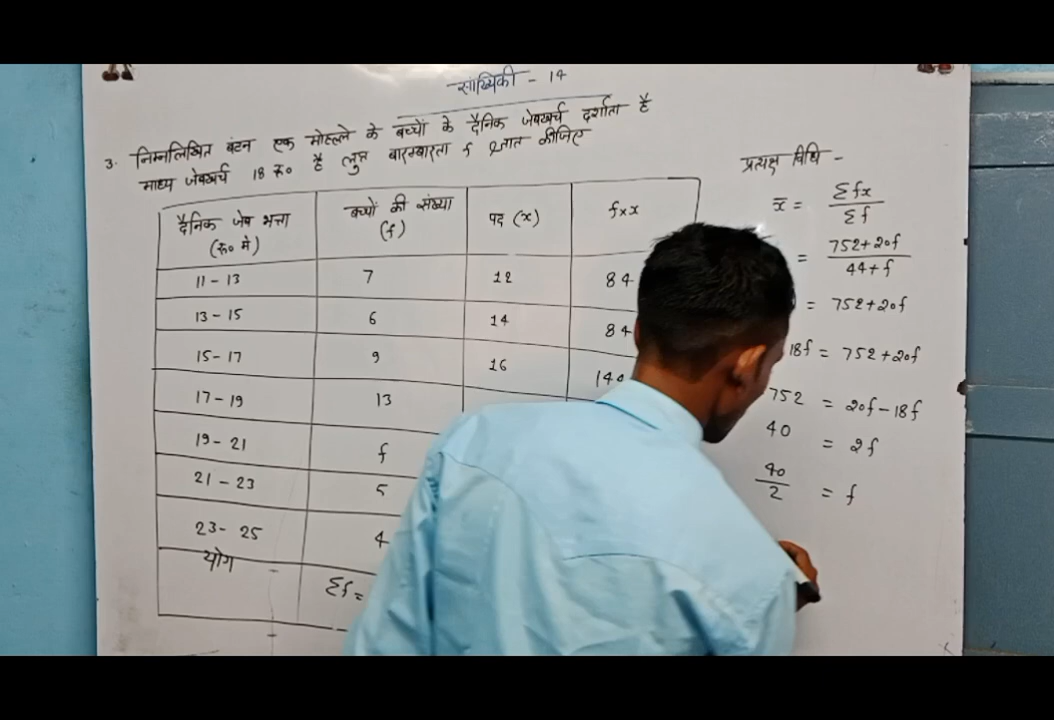 सांख्यिकी - 14
3. निम्नलिखित बंटन एक मोहल्ले के बच्चों के दैनिक जेबखर्च दर्शाता है
माध्य जेबखर्च 18 रू० है लुप्त बारम्बारता f ज्ञात कीजिए
दैनिक जेब भत्ता (रू० मे) बच्चों की संख्या (f) पद (x) f×x
11 - 13 7 12 84
13 - 15 6 14 84
15 - 17 9 16 144
17 - 19 13
19 - 21 f
21 - 23 5
23 - 25 4
योग Σf =
प्रत्यक्ष विधि -
x̄ = Σfx / Σf
= 752+20f / 44+f
= 752+20f
18f = 752+20f
752 = 20f-18f
40 = 2f
40/2 = f